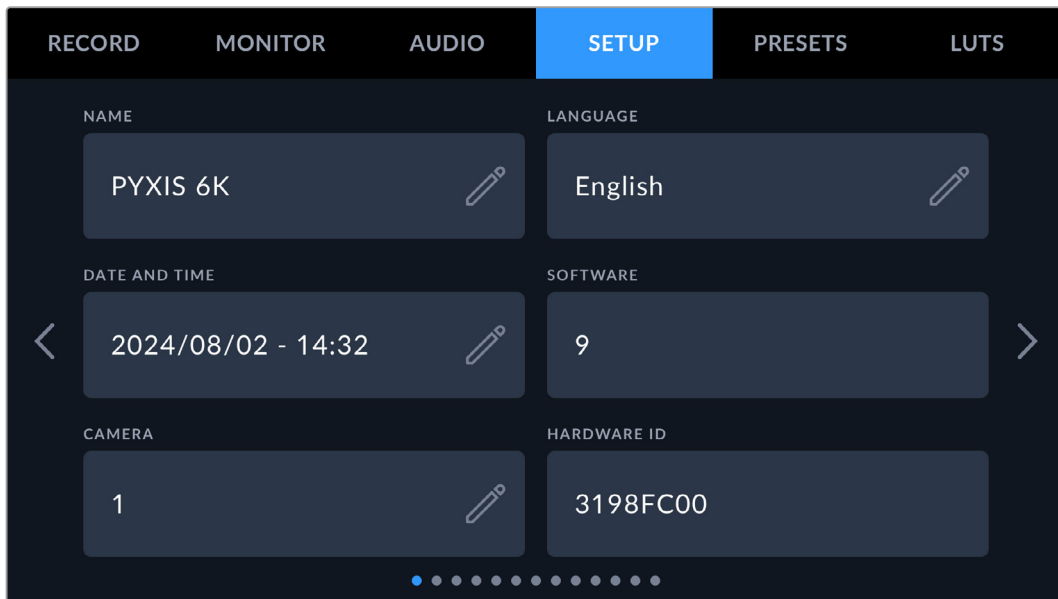 RECORD MONITOR AUDIO SETUP PRESETS LUTS
NAME
PYXIS 6K
LANGUAGE
English
DATE AND TIME
2024/08/02 - 14:32
SOFTWARE
9
CAMERA
1
HARDWARE ID
3198FC00